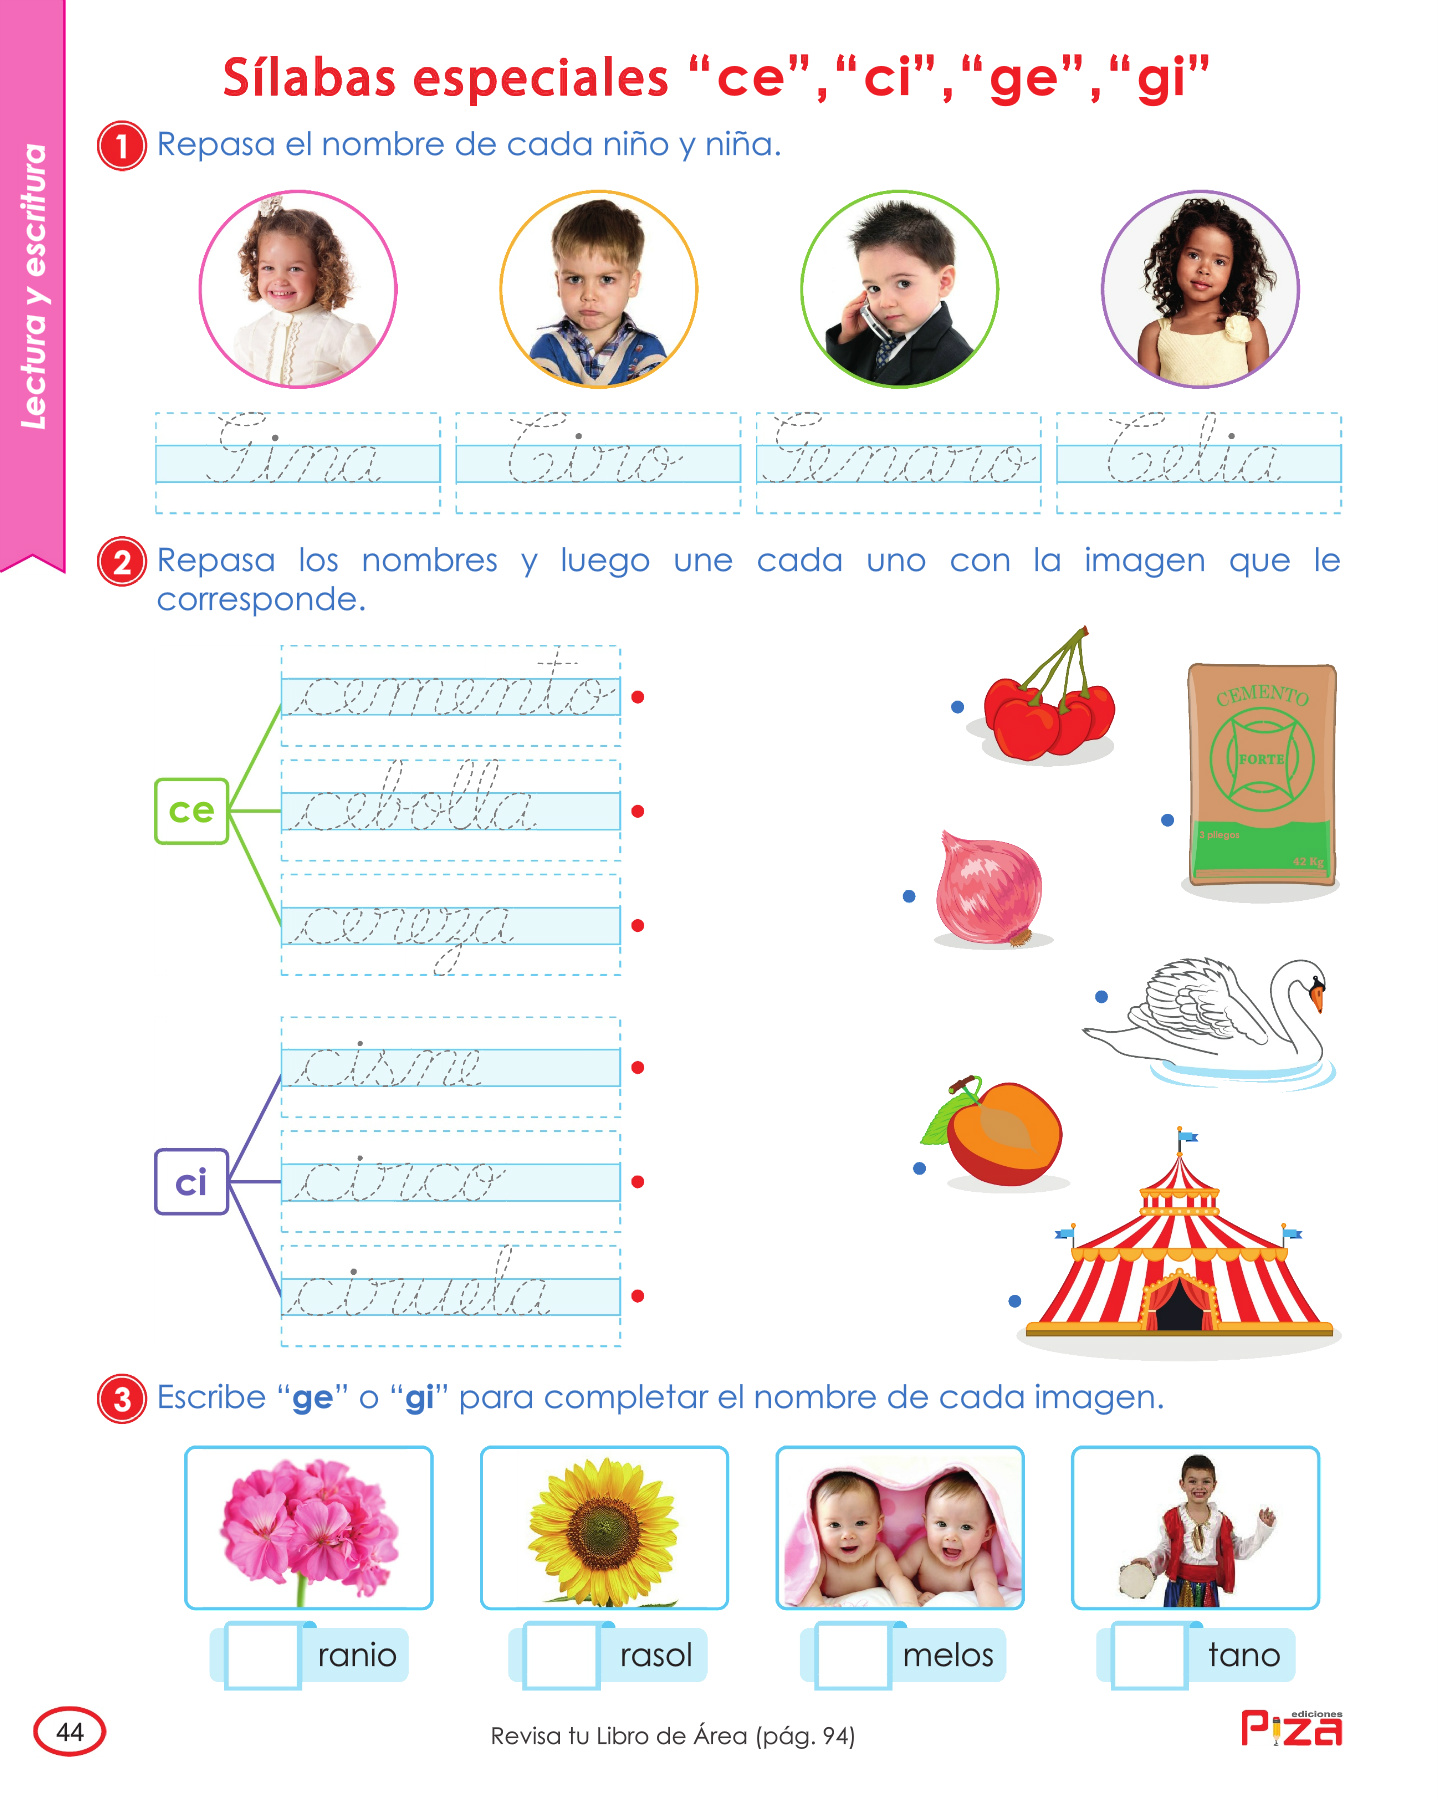 Lectura y escritura
Sílabas especiales “ce”, “ci”, “ge”, “gi”
1 Repasa el nombre de cada niño y niña.
Gina Ciro Genaro Celia
2 Repasa los nombres y luego une cada uno con la imagen que le
corresponde.
ce
cemento
cebolla
cereza
CEMENTO
FORTE
3 pliegos
42 Kg
ci
cisne
circo
ciruela
3 Escribe “ge” o “gi” para completar el nombre de cada imagen.
ranio rasol melos tano
44
Revisa tu Libro de Área (pág. 94)
ediciones
Piza